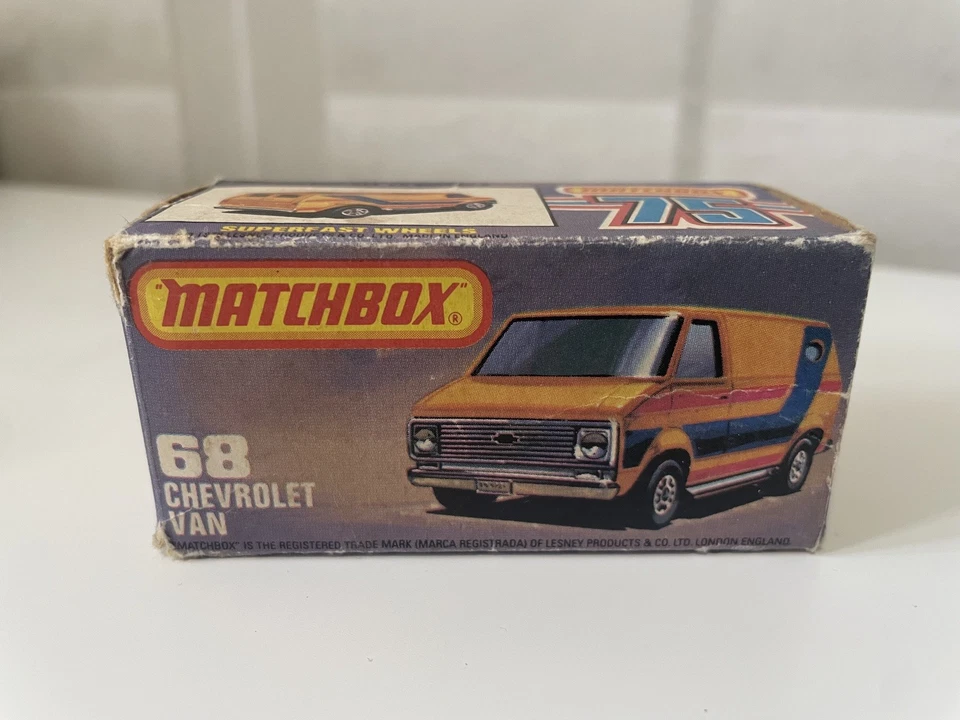 MATCHBOX
75
SUPERFAST WHEELS
"MATCHBOX"®
68
CHEVROLET
VAN
"MATCHBOX" IS THE REGISTERED TRADE MARK (MARCA REGISTRADA) OF LESNEY PRODUCTS & CO. LTD. LONDON ENGLAND.